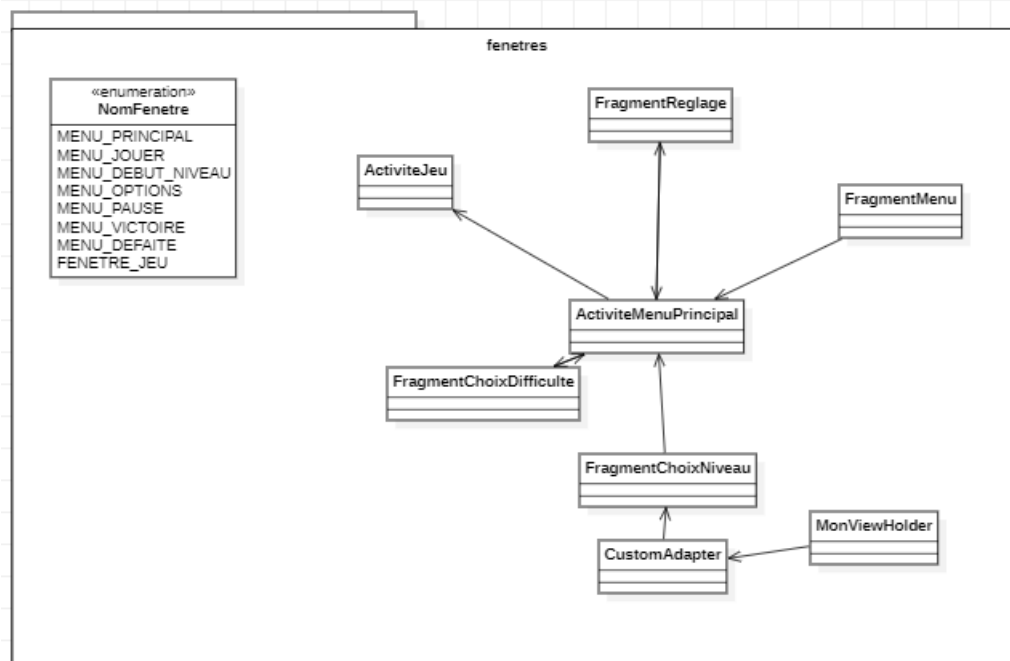 fenetres
«enumeration»
NomFenetre
MENU_PRINCIPAL
MENU_JOUER
MENU_DEBUT_NIVEAU
MENU_OPTIONS
MENU_PAUSE
MENU_VICTOIRE
MENU_DEFAITE
FENETRE_JEU
FragmentReglage
ActiviteJeu
FragmentMenu
ActiviteMenuPrincipal
FragmentChoixDifficulte
FragmentChoixNiveau
MonViewHolder
CustomAdapter